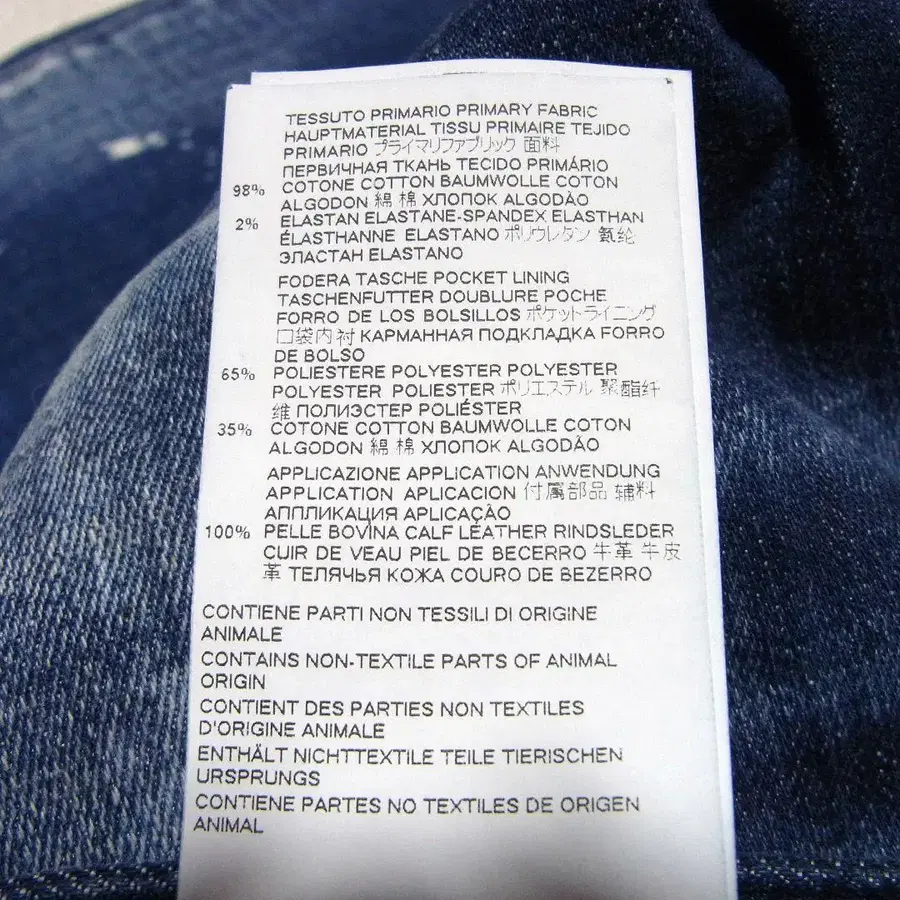 TESSUTO PRIMARIO PRIMARY FABRIC
HAUPTMATERIAL TISSU PRIMAIRE TEJIDO
PRIMARIO プライマリファブリック 面料
ПЕРВИЧНАЯ ТКАНЬ TECIDO PRIMÁRIO
98% COTONE COTTON BAUMWOLLE COTON
ALGODON 綿 棉 ХЛОПОК ALGODÃO
2% ELASTAN ELASTANE-SPANDEX ELASTHAN
ÉLASTHANNE ELASTANO ポリウレタン 氨纶
ЭЛАСТАН ELASTANO
FODERA TASCHE POCKET LINING
TASCHENFUTTER DOUBLURE POCHE
FORRO DE LOS BOLSILLOS ポケットライニング
口袋内衬 КАРМАННАЯ ПОДКЛАДКА FORRO
DE BOLSO
65% POLIESTERE POLYESTER POLYESTER
POLYESTER POLIESTER ポリエステル 聚酯纤
维 ПОЛИЭСТЕР POLIÉSTER
35% COTONE COTTON BAUMWOLLE COTON
ALGODON 綿 棉 ХЛОПОК ALGODÃO
APPLICAZIONE APPLICATION ANWENDUNG
APPLICATION APLICACION 付属部品 辅料
АППЛИКАЦИЯ APLICAÇÃO
100% PELLE BOVINA CALF LEATHER RINDSLEDER
CUIR DE VEAU PIEL DE BECERRO 牛革 牛皮
革 ТЕЛЯЧЬЯ КОЖА COURO DE BEZERRO
CONTIENE PARTI NON TESSILI DI ORIGINE
ANIMALE
CONTAINS NON-TEXTILE PARTS OF ANIMAL
ORIGIN
CONTIENT DES PARTIES NON TEXTILES
D'ORIGINE ANIMALE
ENTHÄLT NICHTTEXTILE TEILE TIERISCHEN
URSPRUNGS
CONTIENE PARTES NO TEXTILES DE ORIGEN
ANIMAL